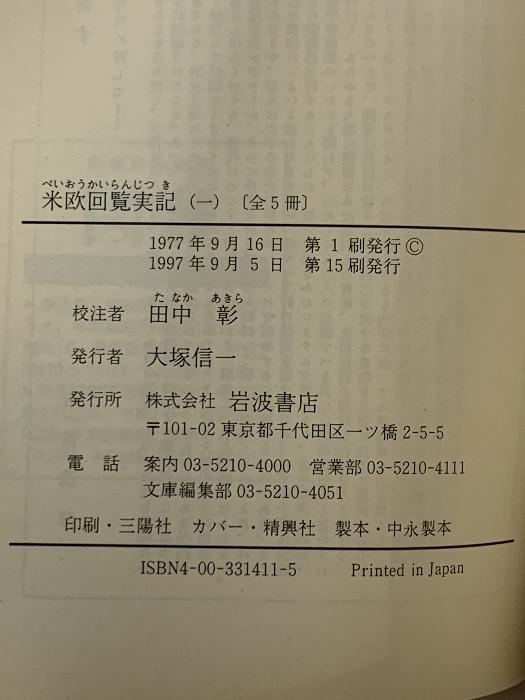 べいおうかいらんじつき
米欧回覧実記（一）〔全5冊〕
1977年9月16日 第1刷発行©
1997年9月5日 第15刷発行
たなか あきら
校注者 田中 彰
発行者 大塚信一
発行所 株式会社 岩波書店
〒101-02 東京都千代田区一ツ橋2-5-5
電話 案内03-5210-4000 営業部03-5210-4111
文庫編集部03-5210-4051
印刷・三陽社 カバー・精興社 製本・中永製本
ISBN4-00-331411-5 Printed in Japan